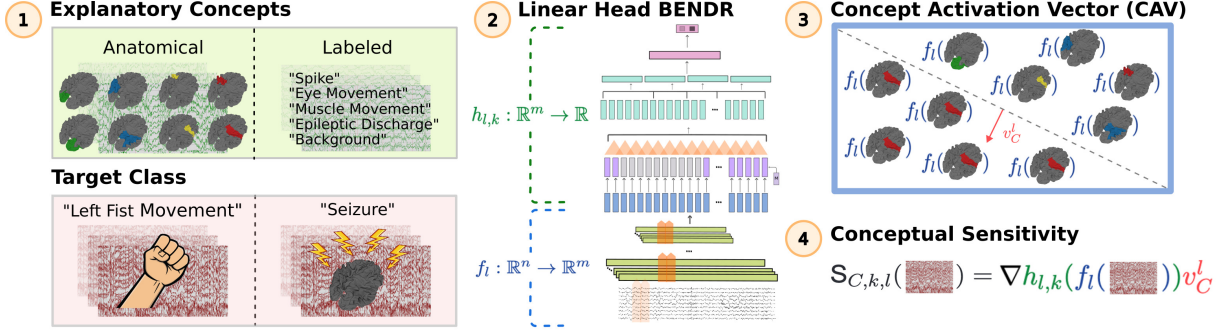 1 Explanatory Concepts
Anatomical
Labeled
"Spike"
"Eye Movement"
"Muscle Movement"
"Epileptic Discharge"
"Background"
Target Class
"Left Fist Movement"
"Seizure"
2 Linear Head BENDR
h_{l,k} : ℝ^m → ℝ
...
...
...
M
f_l : ℝ^n → ℝ^m
3 Concept Activation Vector (CAV)
f_l( )
f_l( )
f_l( )
f_l( )
f_l( )
f_l( )
f_l( )
f_l( )
f_l( )
f_l( )
v_C^l
4 Conceptual Sensitivity
S_{C,k,l}( ) = ∇h_{l,k}(f_l( ))v_C^l